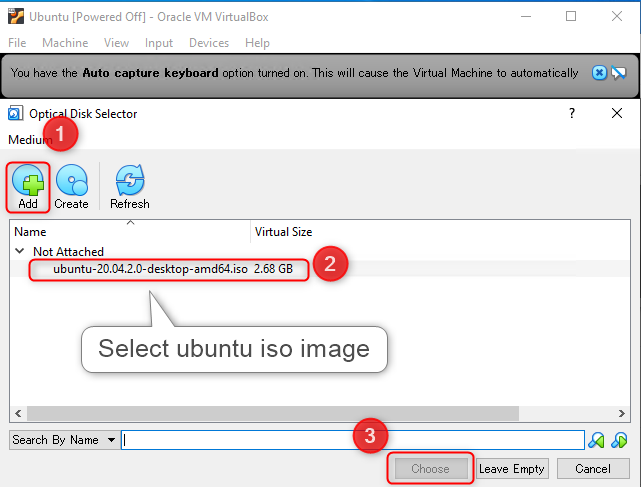 Ubuntu [Powered Off] - Oracle VM VirtualBox
File Machine View Input Devices Help
You have the Auto capture keyboard option turned on. This will cause the Virtual Machine to automatically
Optical Disk Selector
?
Medium
1
Add Create Refresh
Name Virtual Size
Not Attached
ubuntu-20.04.2.0-desktop-amd64.iso 2.68 GB
2
Select ubuntu iso image
Search By Name
3
Choose Leave Empty Cancel